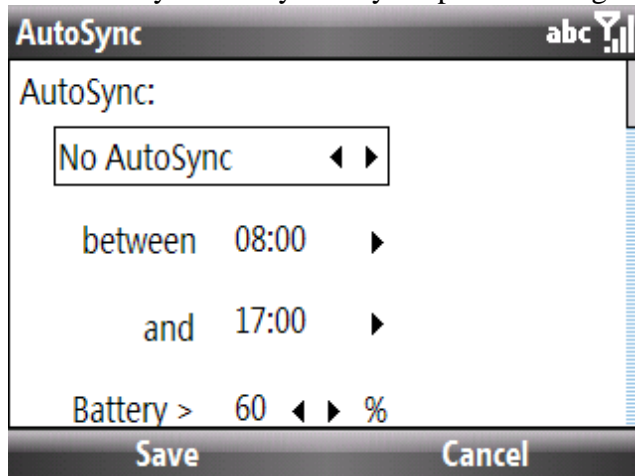 AutoSync abc
AutoSync:
No AutoSync
between 08:00
and 17:00
Battery > 60 %
Save Cancel